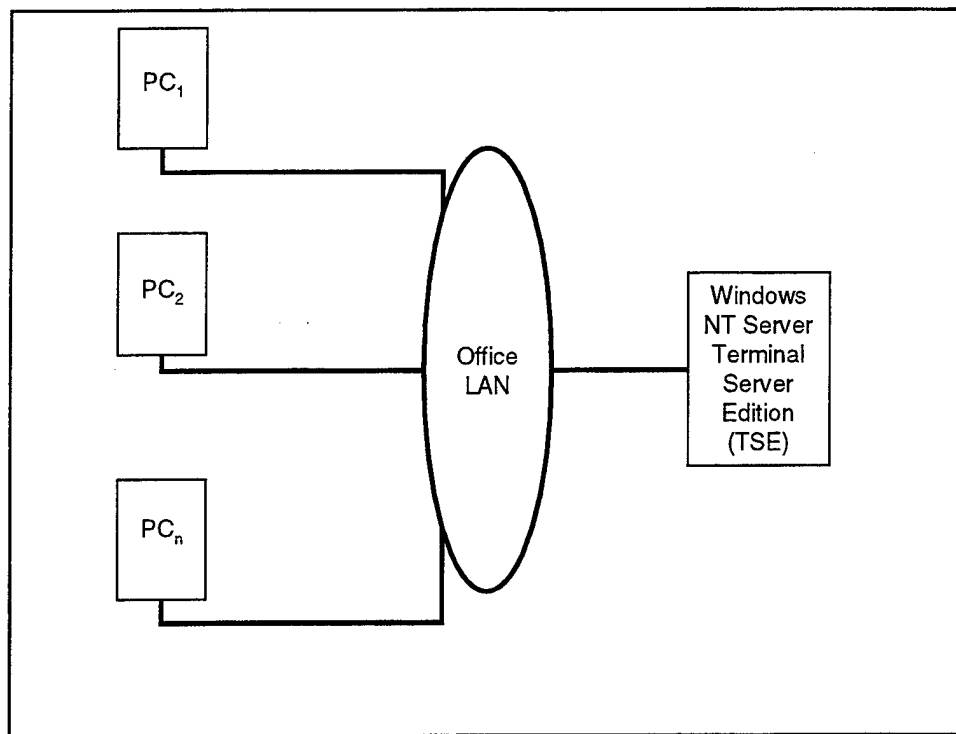 PC₁
PC₂
PCₙ
Office
LAN
Windows
NT Server
Terminal
Server
Edition
(TSE)